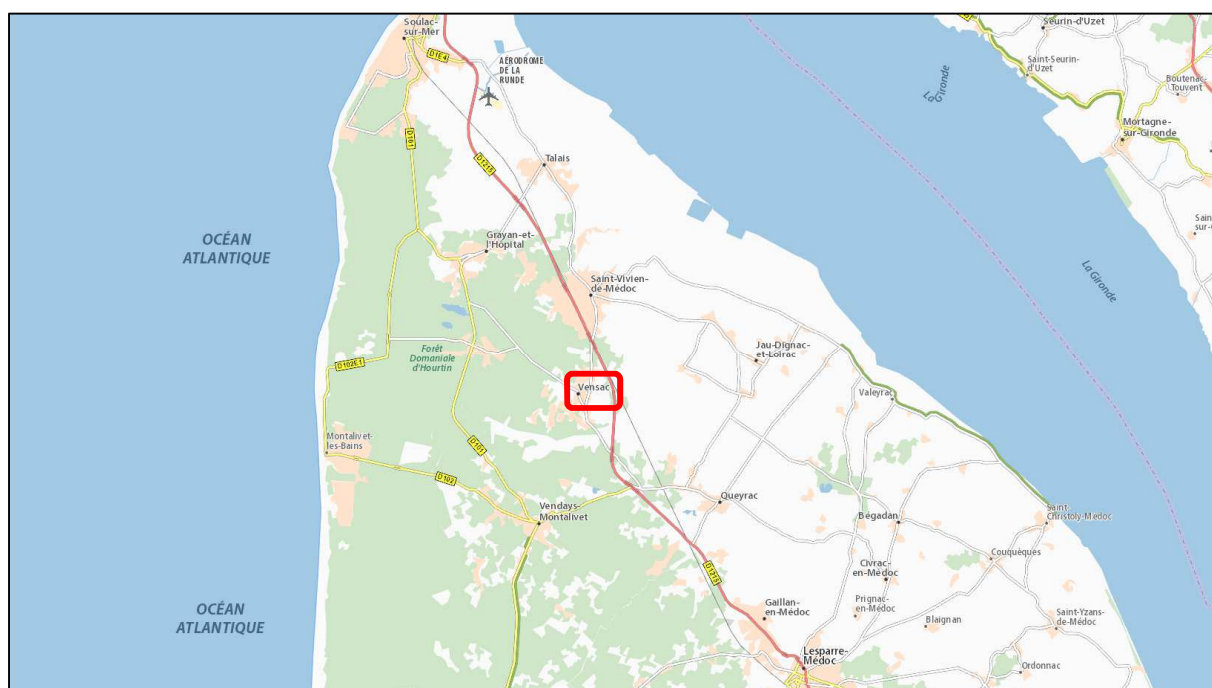 Soulac-
sur-Mer
D1E4
AÉRODROME
DE LA
RUNDE
Seurin-d'Uzet
Saint-Seurin-
d'Uzet
Boutenac-
Touvent
La Gironde
Mortagne-
sur-Gironde
D101
D1215
Talais
OCÉAN
ATLANTIQUE
Grayan-et-
l'Hôpital
Saint-Vivien-
de-Médoc
La Gironde
Forêt
Domaniale
d'Hourtin
D102E1
Jau-Dignac-
et-Loirac
Vensac
Valeyrac
Montalivet-
les-Bains
D101
D102
Vendays-
Montalivet
Queyrac
Bégadan
Saint-
Christoly-Médoc
Couquèques
Civrac-
en-Médoc
D1215
OCÉAN
ATLANTIQUE
Gaillan-
en-Médoc
Prignac-
en-Médoc
Blaignan
Saint-Yzans-
de-Médoc
Lesparre-
Médoc
Ordonnac